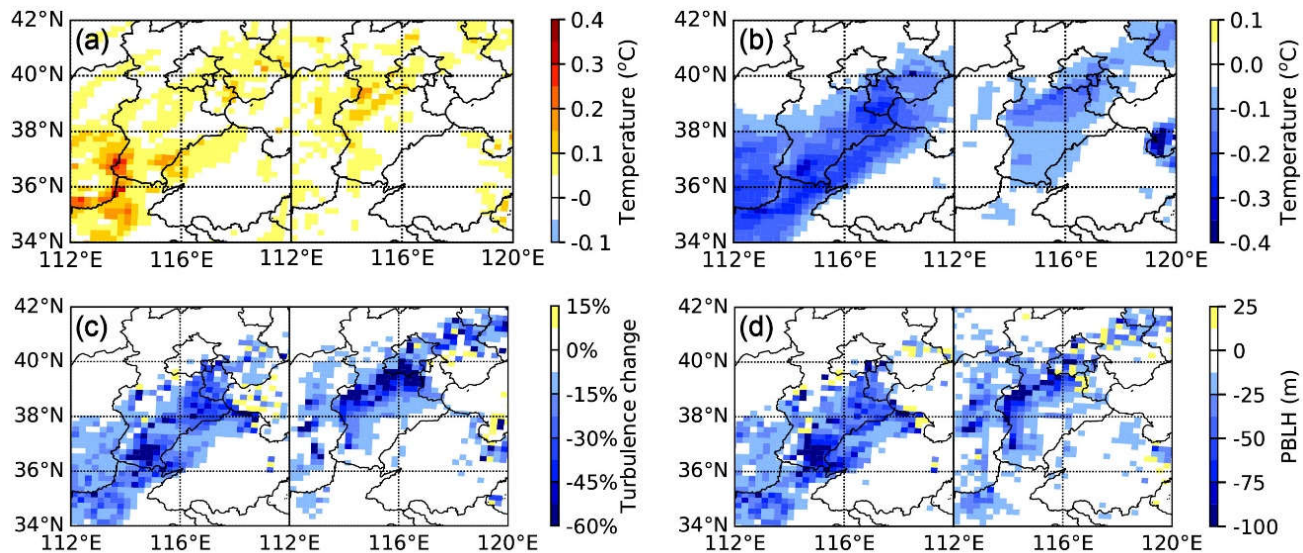 (a)
42°N
40°N
38°N
36°N
34°N
112°E
116°E
112°E
116°E
120°E
0.4
0.3
0.2
0.1
-0
-0.1
Temperature (°C)
(b)
42°N
40°N
38°N
36°N
34°N
112°E
116°E
112°E
116°E
120°E
0.1
0.0
-0.1
-0.2
-0.3
-0.4
Temperature (°C)
(c)
42°N
40°N
38°N
36°N
34°N
112°E
116°E
112°E
116°E
120°E
15%
0%
-15%
-30%
-45%
-60%
Turbulence change
(d)
42°N
40°N
38°N
36°N
34°N
112°E
116°E
112°E
116°E
120°E
25
0
-25
-50
-75
-100
PBLH (m)